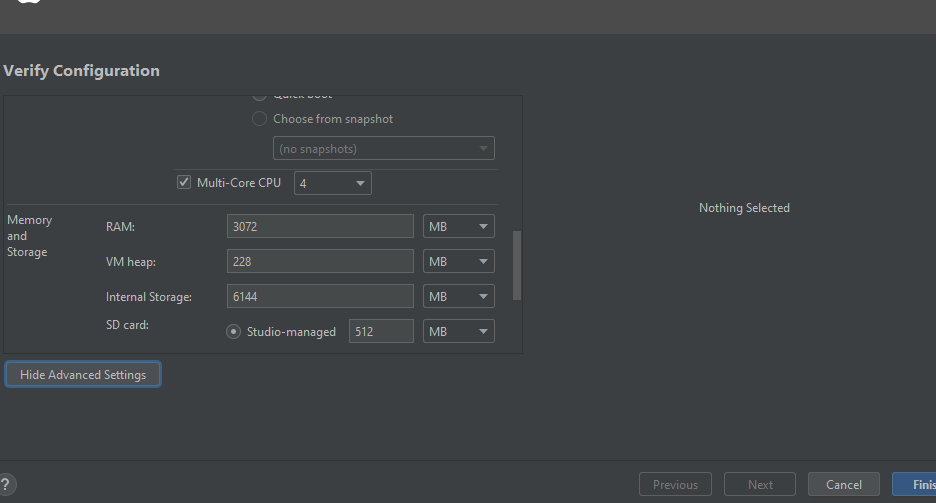 Verify Configuration
Quick boot
Choose from snapshot
(no snapshots)
Multi-Core CPU 4
Memory and Storage
RAM: 3072 MB
VM heap: 228 MB
Internal Storage: 6144 MB
SD card: Studio-managed 512 MB
Nothing Selected
Hide Advanced Settings
? Previous Next Cancel Finis